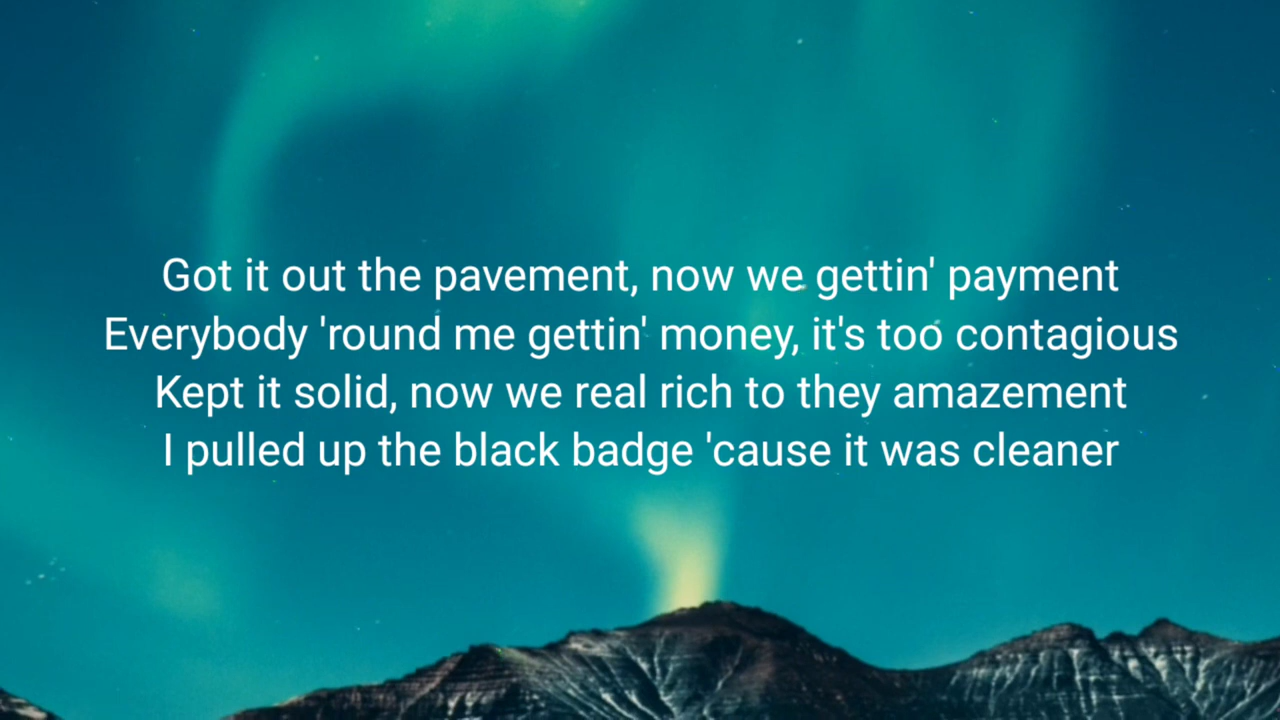 Got it out the pavement, now we gettin' payment
Everybody 'round me gettin' money, it's too contagious
Kept it solid, now we real rich to they amazement
I pulled up the black badge 'cause it was cleaner